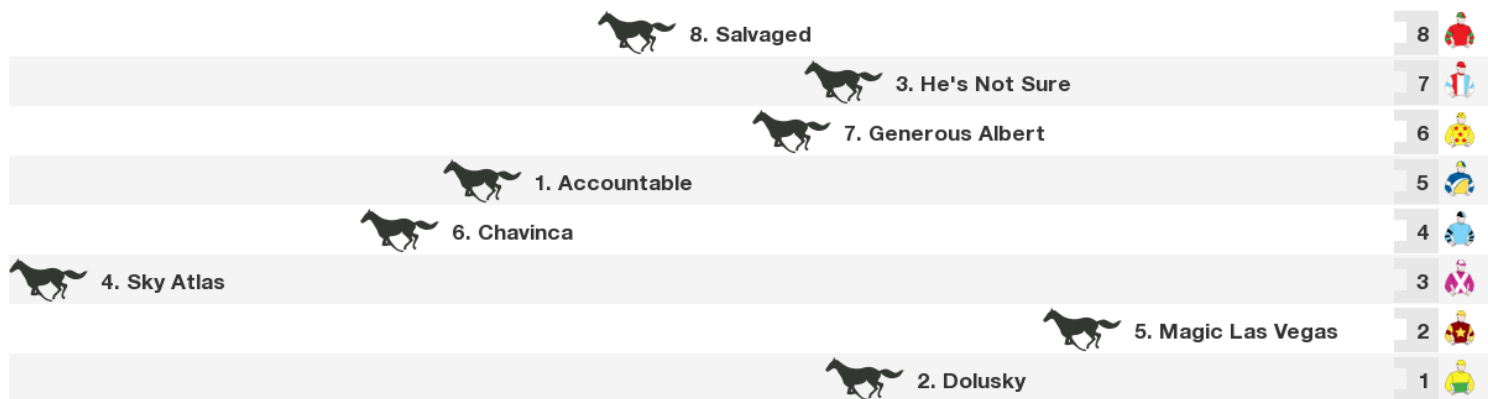 8. Salvaged 8
3. He's Not Sure 7
7. Generous Albert 6
1. Accountable 5
6. Chavinca 4
4. Sky Atlas 3
5. Magic Las Vegas 2
2. Dolusky 1